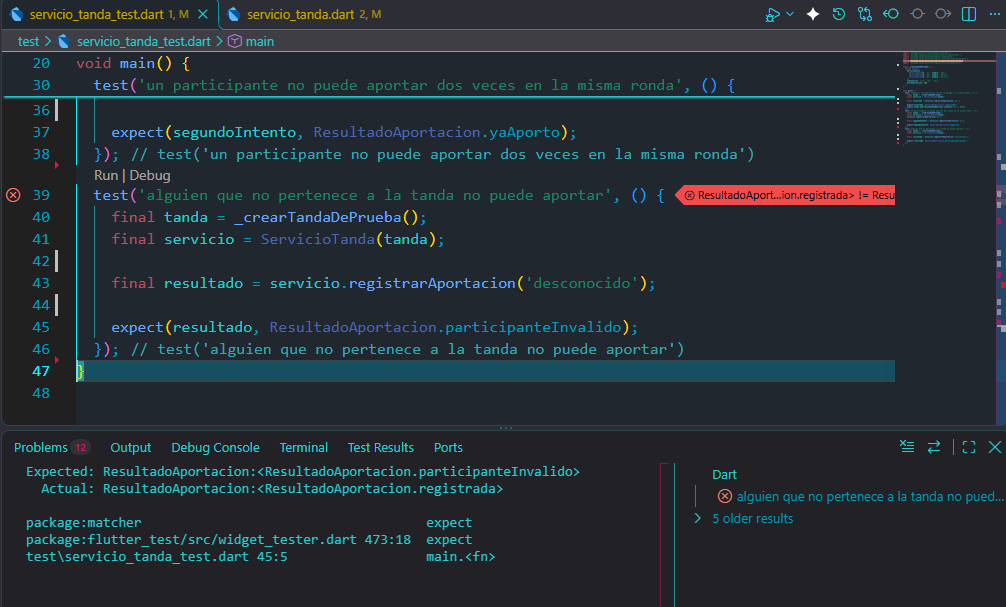 servicio_tanda_test.dart 1, M
servicio_tanda.dart 2, M
test > servicio_tanda_test.dart > main
20 void main() {
30 test('un participante no puede aportar dos veces en la misma ronda', () {
36
37 expect(segundoIntento, ResultadoAportacion.yaAporto);
38 }); // test('un participante no puede aportar dos veces en la misma ronda')
Run | Debug
39 test('alguien que no pertenece a la tanda no puede aportar', () { ResultadoAport...ion.registrada> != Resu
40 final tanda = _crearTandaDePrueba();
41 final servicio = ServicioTanda(tanda);
42
43 final resultado = servicio.registrarAportacion('desconocido');
44
45 expect(resultado, ResultadoAportacion.participanteInvalido);
46 }); // test('alguien que no pertenece a la tanda no puede aportar')
47 }
48
Problems 12 Output Debug Console Terminal Test Results Ports
Expected: ResultadoAportacion:<ResultadoAportacion.participanteInvalido>
Actual: ResultadoAportacion:<ResultadoAportacion.registrada>
package:matcher expect
package:flutter_test/src/widget_tester.dart 473:18 expect
test\servicio_tanda_test.dart 45:5 main.<fn>
Dart
alguien que no pertenece a la tanda no pued...
5 older results